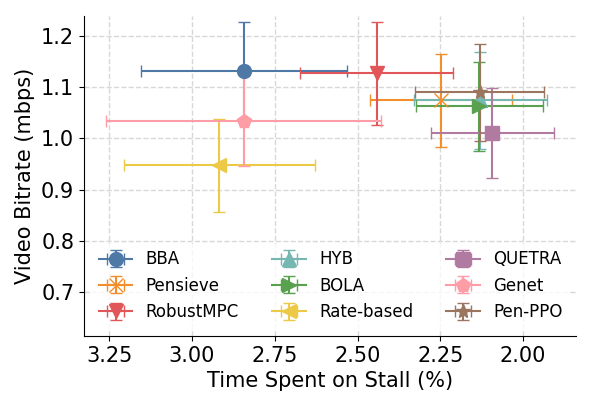 Video Bitrate (mbps)
1.2
1.1
1.0
0.9
0.8
0.7
BBA
HYB
QUETRA
Pensieve
BOLA
Genet
RobustMPC
Rate-based
Pen-PPO
3.25 3.00 2.75 2.50 2.25 2.00
Time Spent on Stall (%)